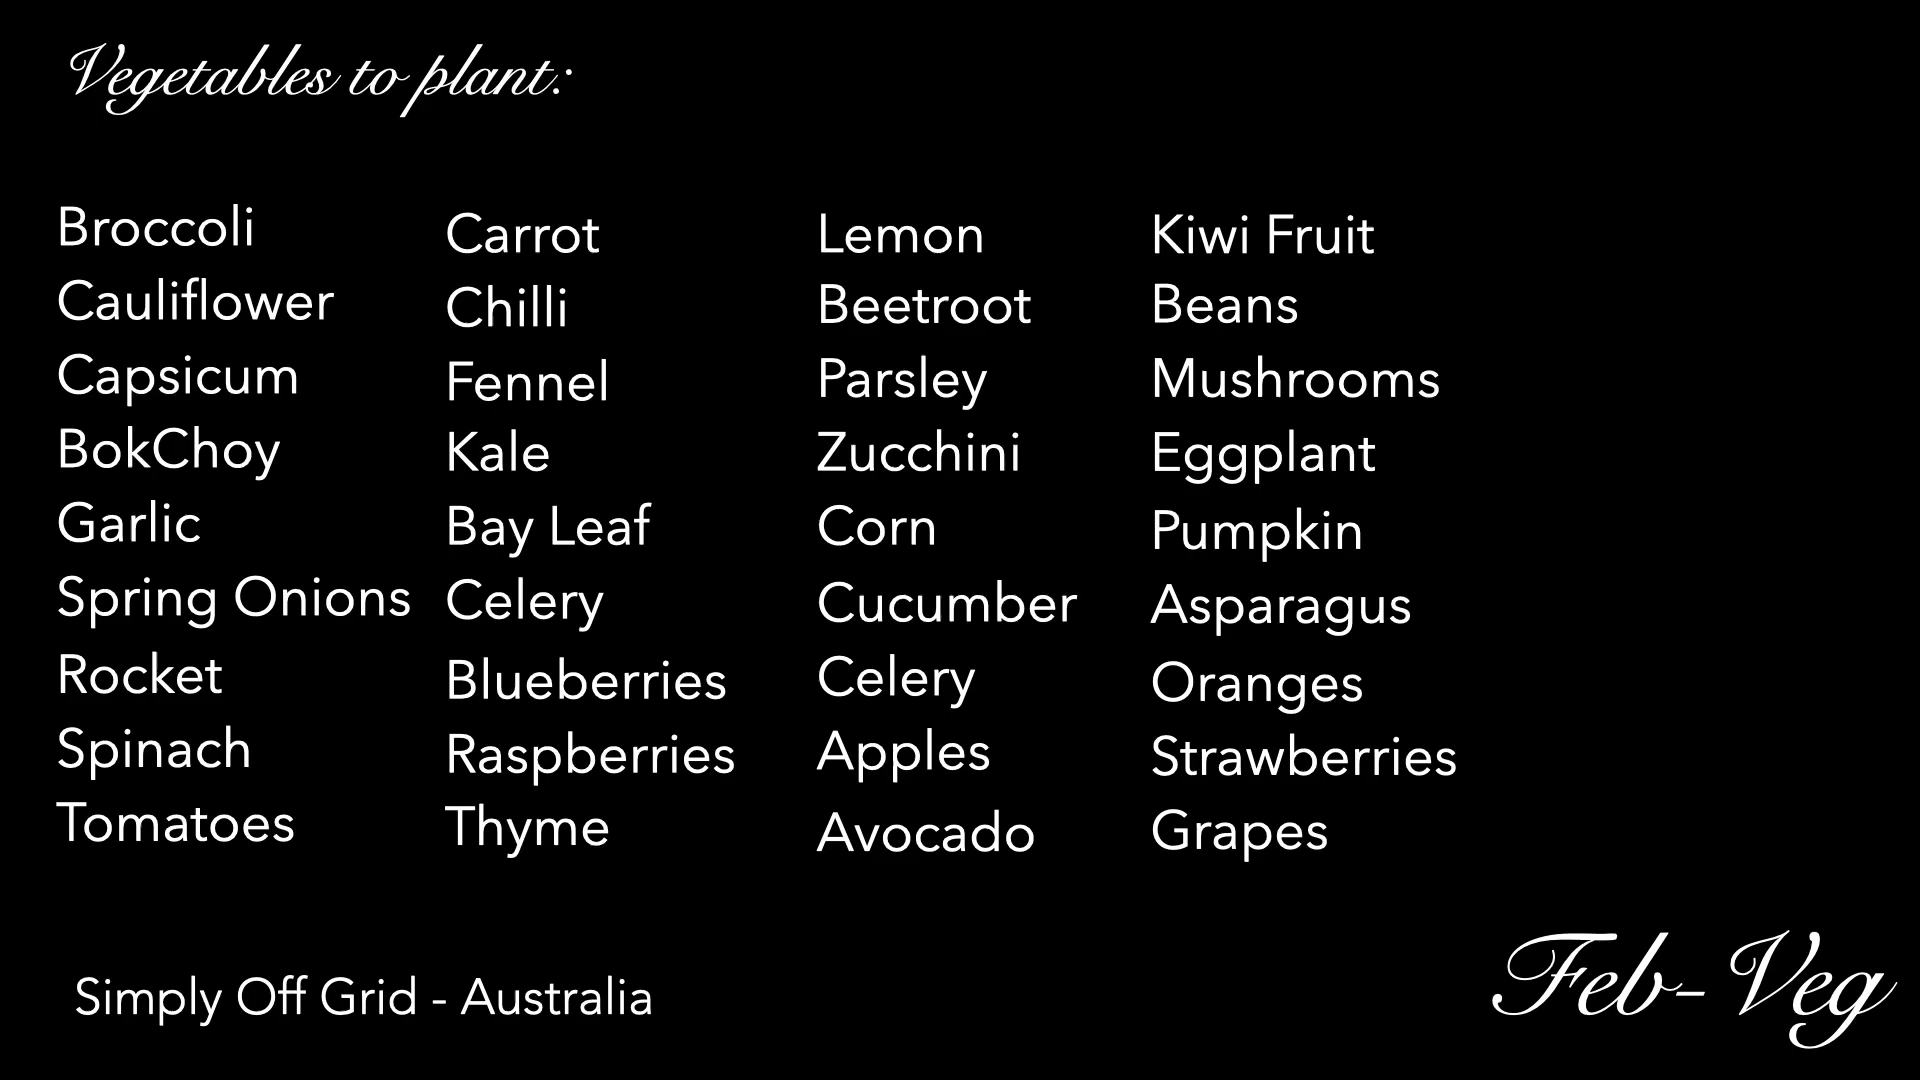 Vegetables to plant:
Broccoli
Cauliflower
Capsicum
BokChoy
Garlic
Spring Onions
Rocket
Spinach
Tomatoes
Carrot
Chilli
Fennel
Kale
Bay Leaf
Celery
Blueberries
Raspberries
Thyme
Lemon
Beetroot
Parsley
Zucchini
Corn
Cucumber
Celery
Apples
Avocado
Kiwi Fruit
Beans
Mushrooms
Eggplant
Pumpkin
Asparagus
Oranges
Strawberries
Grapes
Simply Off Grid - Australia
Feb-Veg